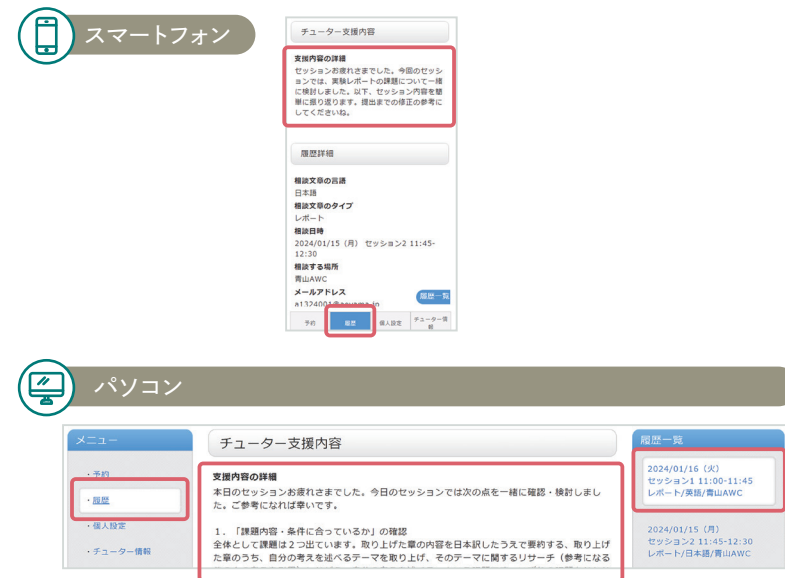 スマートフォン
チューター支援内容
支援内容の詳細
セッションお疲れさまでした。今回のセッシ
ョンでは、実験レポートの課題について一緒
に検討しました。以下、セッション内容を簡
単に振り返ります。提出までの修正の参考に
してくださいね。
履歴詳細
相談文章の言語
日本語
相談文章のタイプ
レポート
相談日時
2024/01/15（月） セッション2 11:45-
12:30
相談する場所
青山AWC
メールアドレス
履歴一覧
予約
履歴
個人設定
チューター情
報
パソコン
メニュー
・予約
・履歴
・個人設定
・チューター情報
チューター支援内容
支援内容の詳細
本日のセッションお疲れさまでした。今日のセッションでは次の点を一緒に確認・検討しまし
た。ご参考になれば幸いです。
1．「課題内容・条件に合っているか」の確認
全体として課題は２つ出ています。取り上げた章の内容を日本訳したうえで要約する、取り上げ
た章のうち、自分の考えを述べるテーマを取り上げ、そのテーマに関するリサーチ（参考になる
履歴一覧
2024/01/16（火）
セッション1 11:00-11:45
レポート/英語/青山AWC
2024/01/15（月）
セッション2 11:45-12:30
レポート/日本語/青山AWC